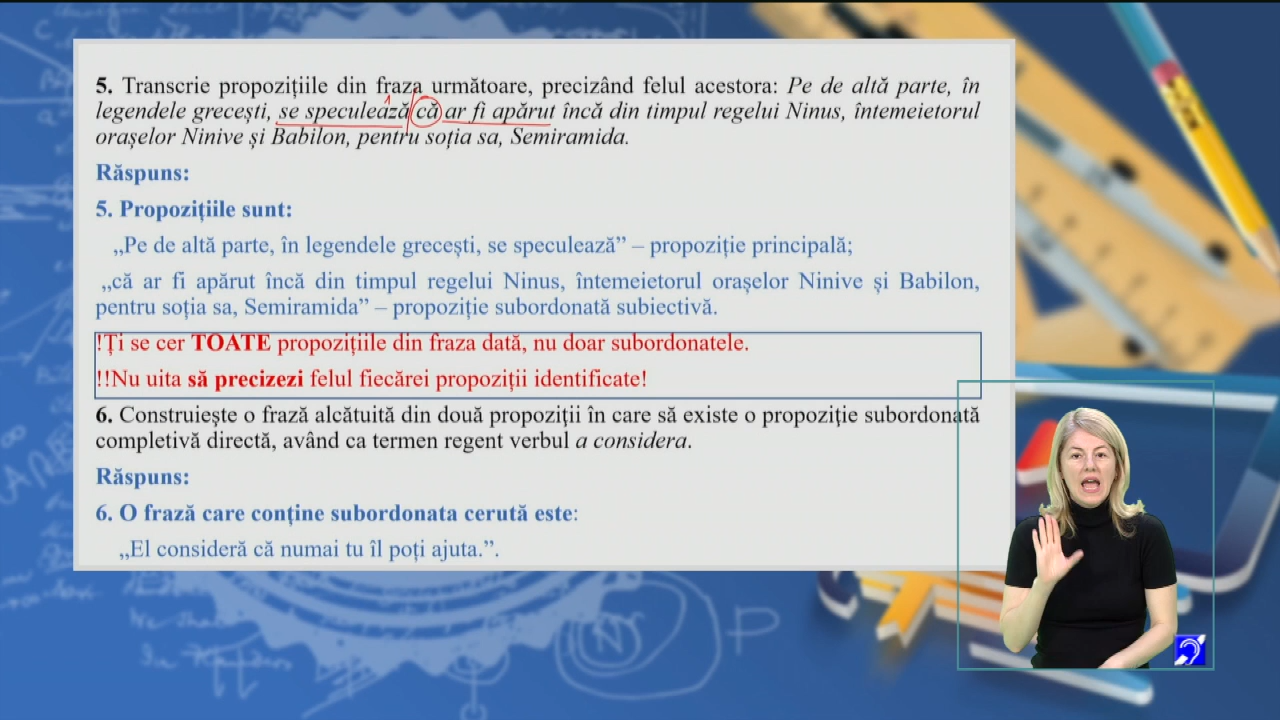 5. Transcrie propozițiile din fraza următoare, precizând felul acestora: Pe de altă parte, în
legendele grecești, se speculează că ar fi apărut încă din timpul regelui Ninus, întemeietorul
orașelor Ninive și Babilon, pentru soția sa, Semiramida.
1
Răspuns:
5. Propozițiile sunt:
„Pe de altă parte, în legendele grecești, se speculează” – propoziție principală;
„că ar fi apărut încă din timpul regelui Ninus, întemeietorul orașelor Ninive și Babilon,
pentru soția sa, Semiramida” – propoziție subordonată subiectivă.
!Ți se cer TOATE propozițiile din fraza dată, nu doar subordonatele.
!!Nu uita să precizezi felul fiecărei propoziții identificate!
6. Construiește o frază alcătuită din două propoziții în care să existe o propoziție subordonată
completivă directă, având ca termen regent verbul a considera.
Răspuns:
6. O frază care conține subordonata cerută este:
„El consideră că numai tu îl poți ajuta.”.
N
P